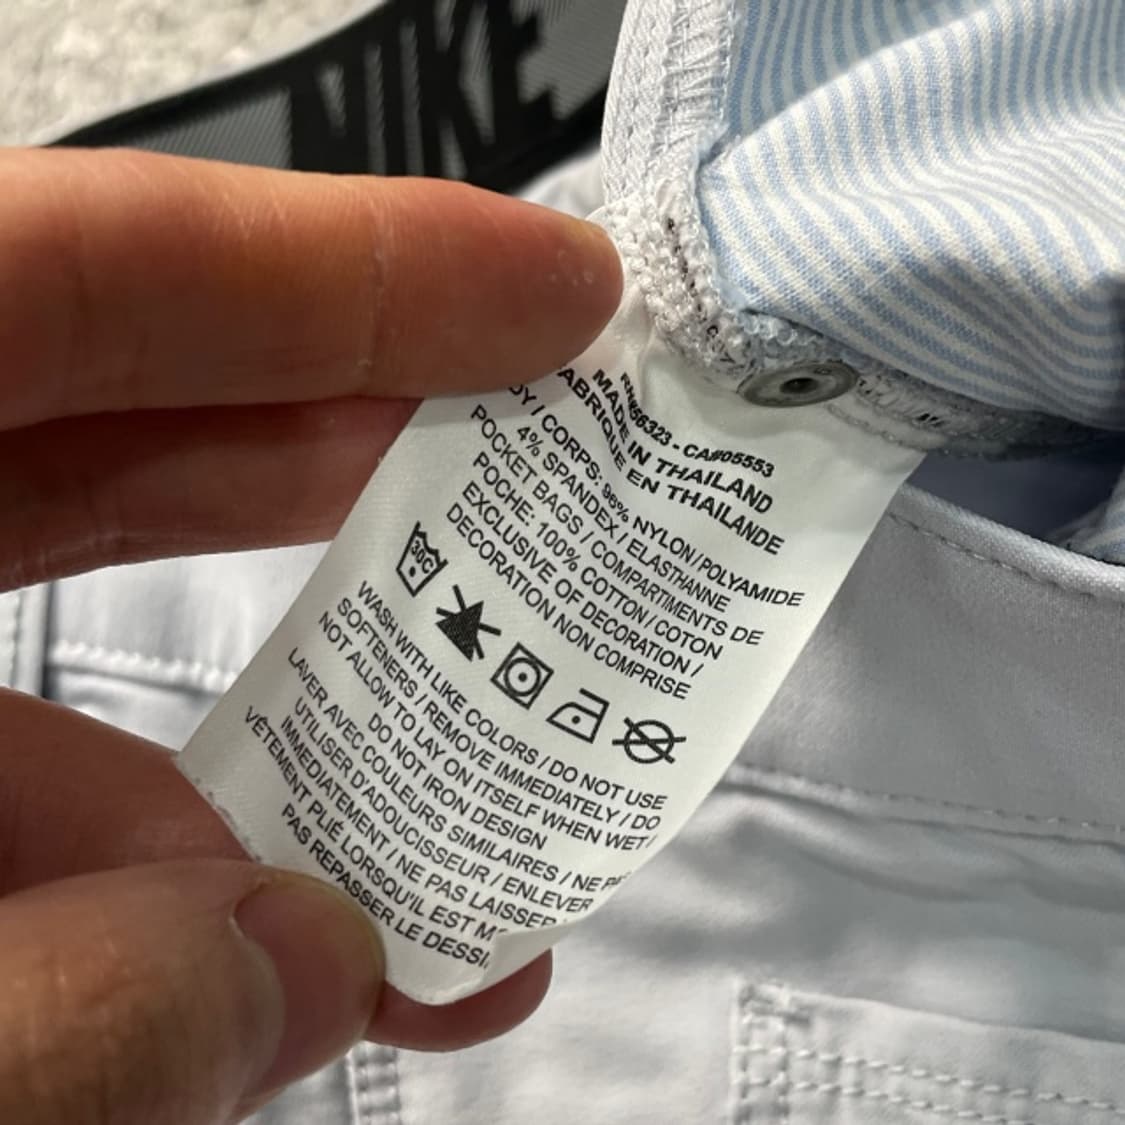 NIKE
RN#56323 - CA#05553
MADE IN THAILAND
FABRIQUE EN THAILANDE
/ CORPS: 96% NYLON / POLYAMIDE
4% SPANDEX / ELASTHANNE
POCKET BAGS / COMPARTIMENTS DE
POCHE: 100% COTTON / COTON
EXCLUSIVE OF DECORATION /
DECORATION NON COMPRISE
30C
WASH WITH LIKE COLORS / DO NOT USE
SOFTENERS / REMOVE IMMEDIATELY / DO
NOT ALLOW TO LAY ON ITSELF WHEN WET /
DO NOT IRON DESIGN
LAVER AVEC COULEURS SIMILAIRES / NE
UTILISER D'ADOUCISSEUR / ENLEVER
IMMEDIATEMENT / NE PAS LAISSER
VÊTEMENT PLIÉ LORSQU'IL EST
PAS REPASSER LE